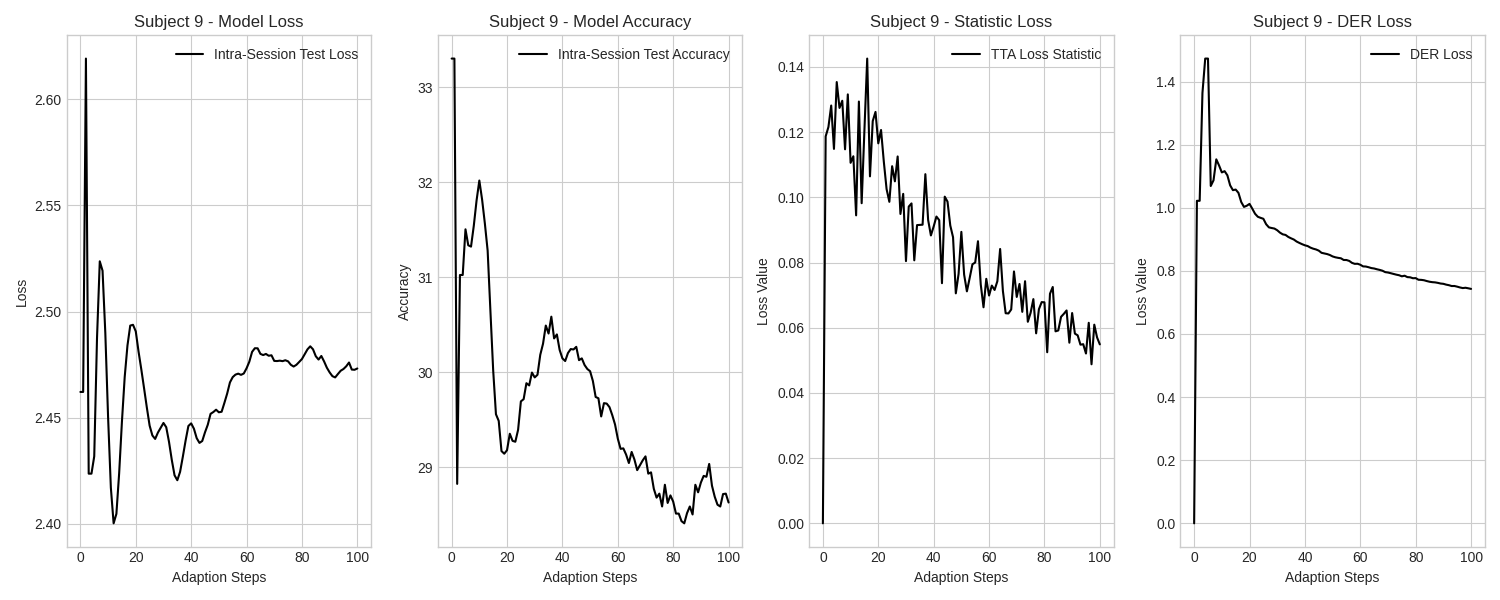 Subject 9 - Model Loss
Intra-Session Test Loss
Loss
2.60
2.55
2.50
2.45
2.40
0 20 40 60 80 100
Adaption Steps
Subject 9 - Model Accuracy
Intra-Session Test Accuracy
Accuracy
33
32
31
30
29
0 20 40 60 80 100
Adaption Steps
Subject 9 - Statistic Loss
TTA Loss Statistic
Loss Value
0.14
0.12
0.10
0.08
0.06
0.04
0.02
0.00
0 20 40 60 80 100
Adaption Steps
Subject 9 - DER Loss
DER Loss
Loss Value
1.4
1.2
1.0
0.8
0.6
0.4
0.2
0.0
0 20 40 60 80 100
Adaption Steps